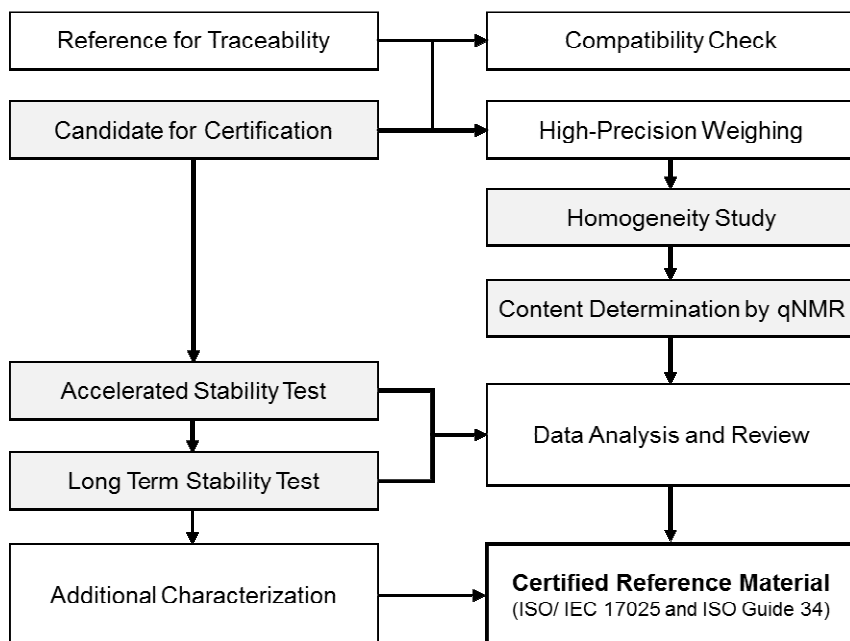 Reference for Traceability
Compatibility Check
Candidate for Certification
High-Precision Weighing
Homogeneity Study
Content Determination by qNMR
Accelerated Stability Test
Data Analysis and Review
Long Term Stability Test
Additional Characterization
Certified Reference Material
(ISO/ IEC 17025 and ISO Guide 34)